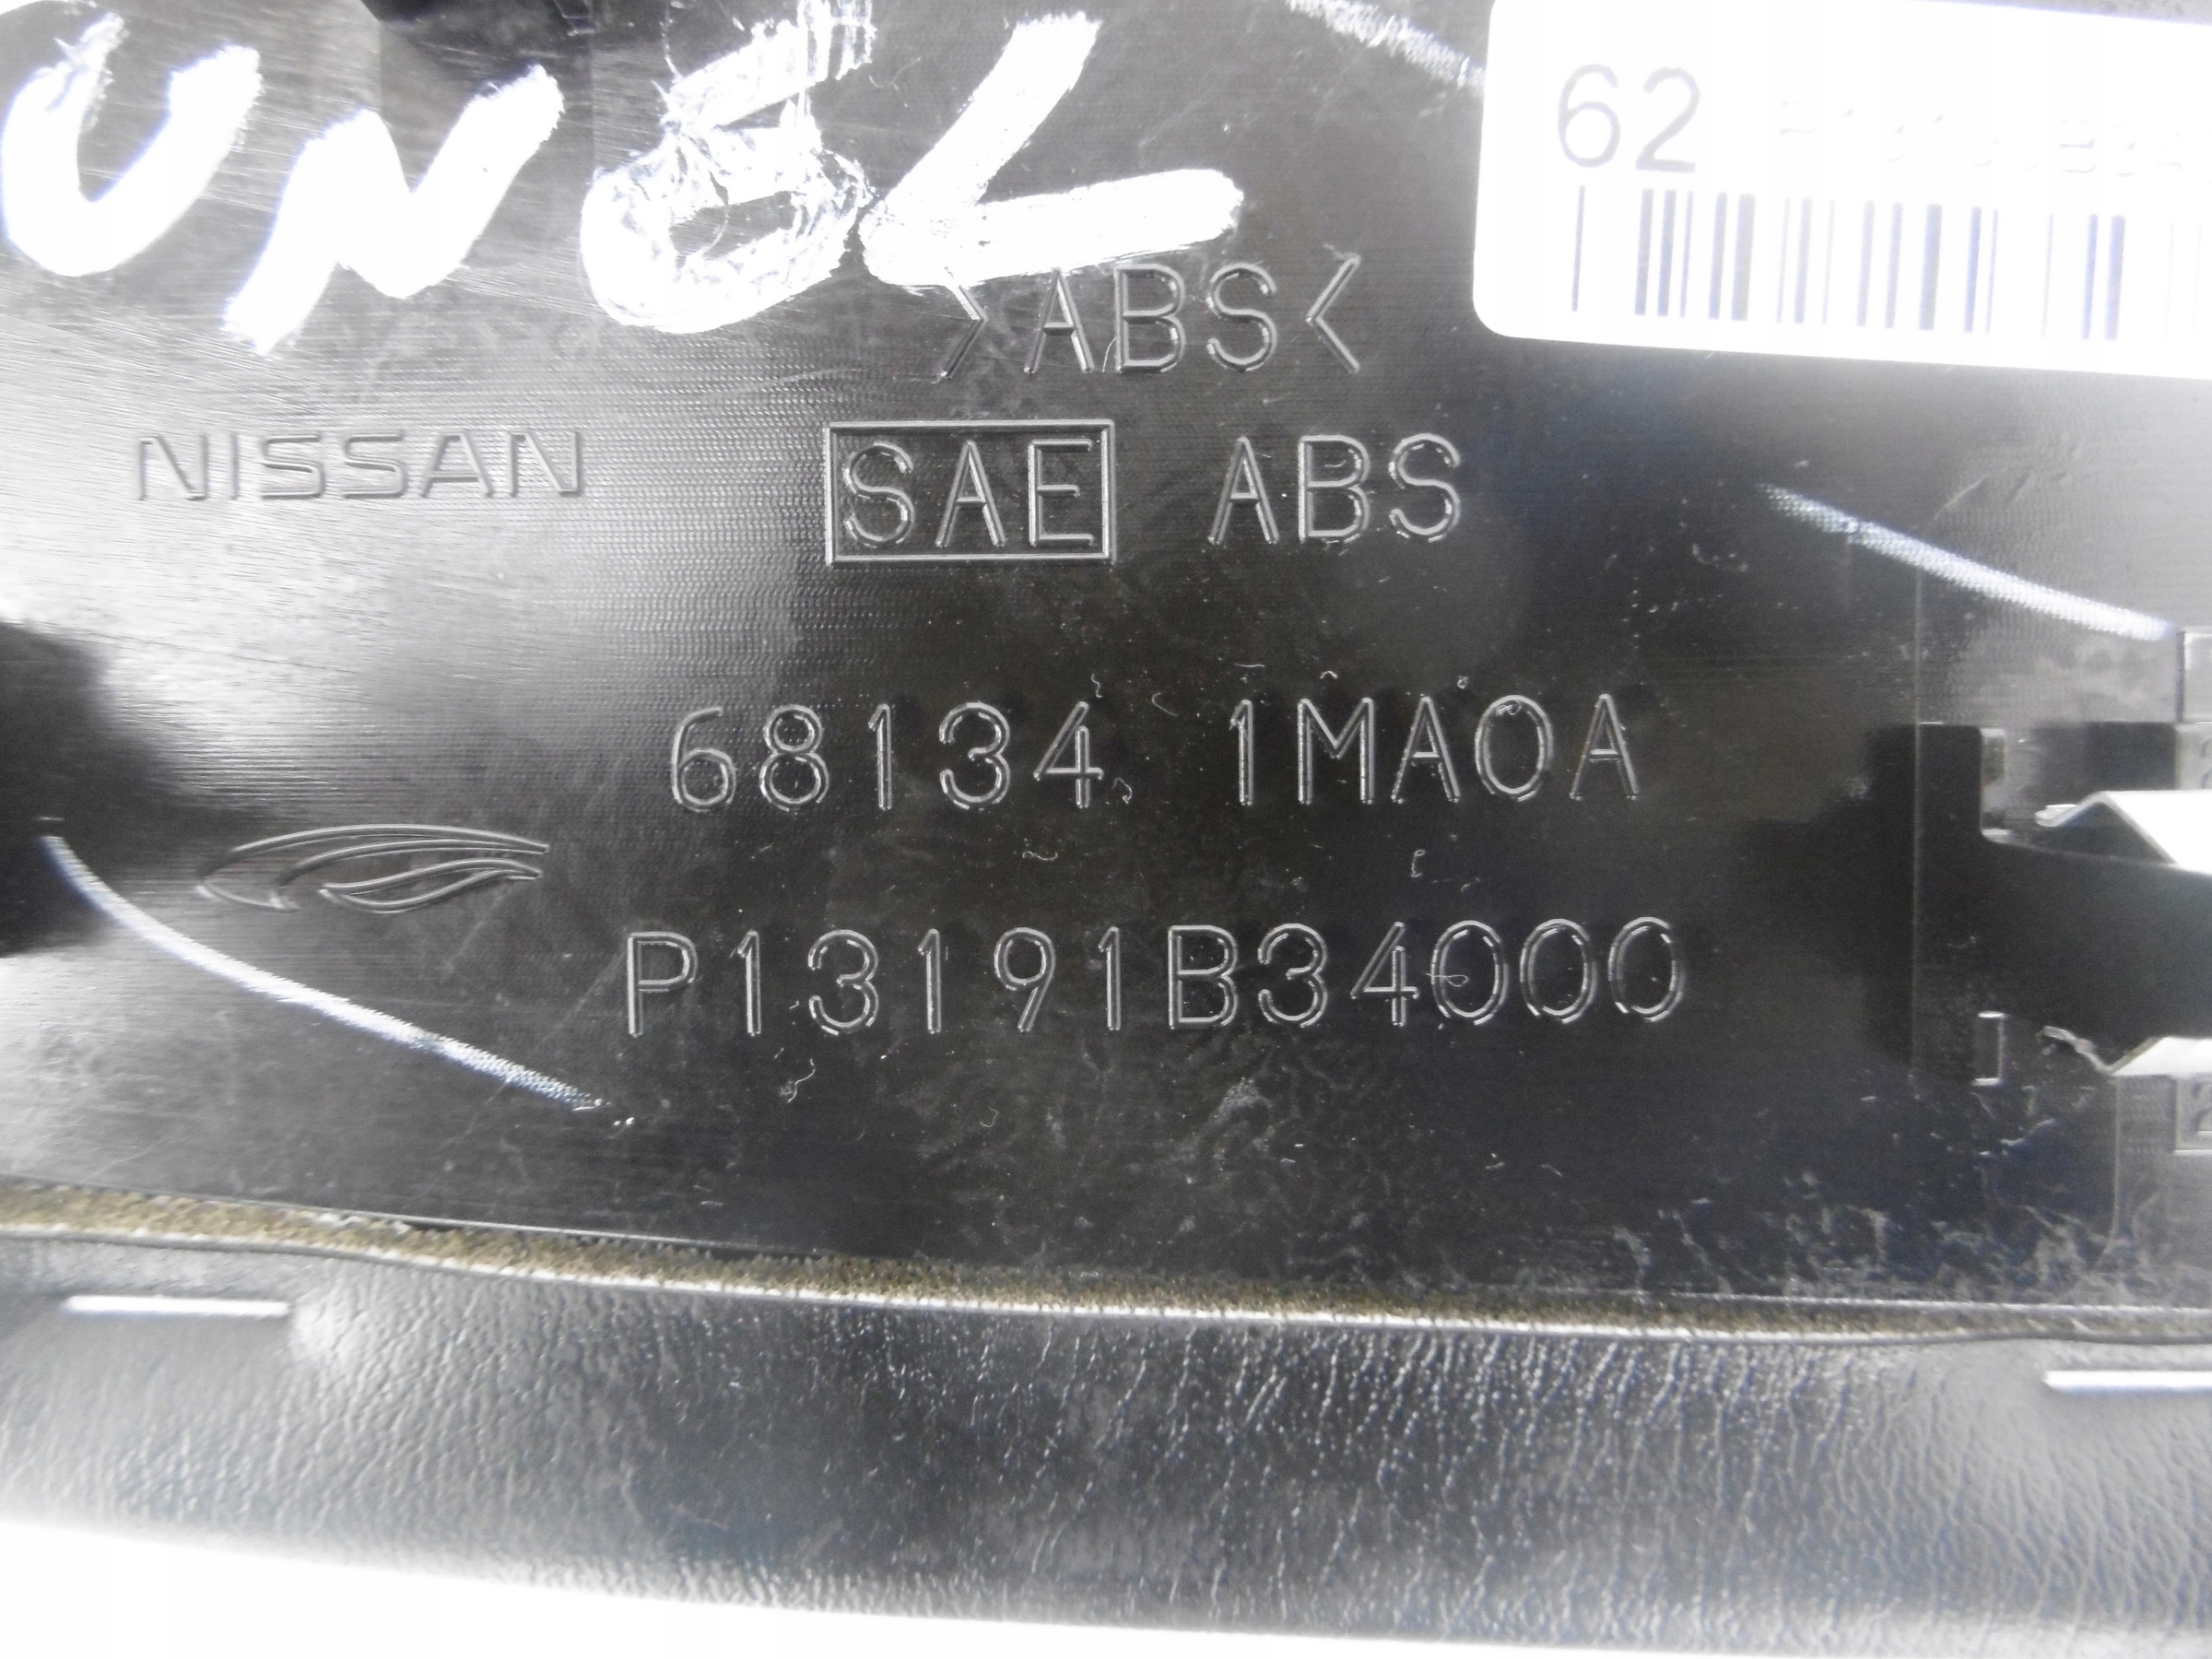 62
>ABS<
NISSAN
SAE ABS
68134 1MA0A
P13191B34000